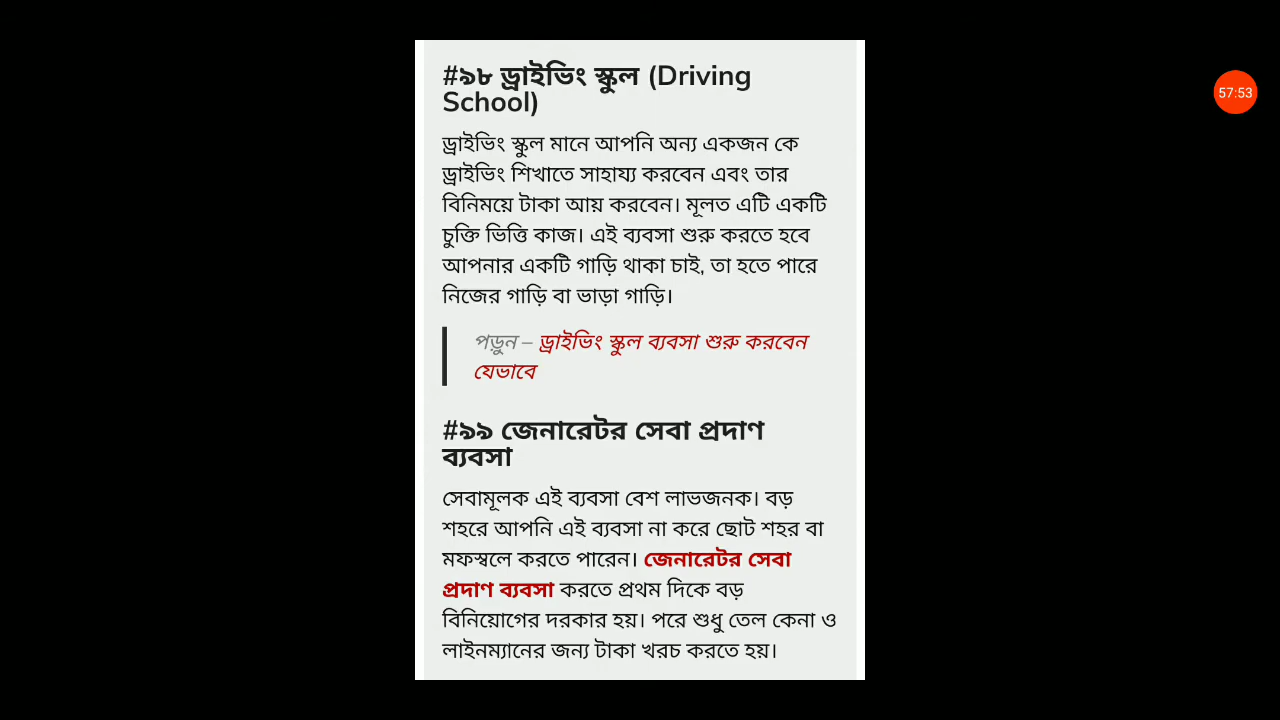 #৯৮ ড্রাইভিং স্কুল (Driving
School)
ড্রাইভিং স্কুল মানে আপনি অন্য একজন কে
ড্রাইভিং শিখাতে সাহায্য করবেন এবং তার
বিনিময়ে টাকা আয় করবেন। মূলত এটি একটি
চুক্তি ভিত্তি কাজ। এই ব্যবসা শুরু করতে হবে
আপনার একটি গাড়ি থাকা চাই, তা হতে পারে
নিজের গাড়ি বা ভাড়া গাড়ি।
পড়ুন – ড্রাইভিং স্কুল ব্যবসা শুরু করবেন
যেভাবে
#৯৯ জেনারেটর সেবা প্রদাণ
ব্যবসা
সেবামূলক এই ব্যবসা বেশ লাভজনক। বড়
শহরে আপনি এই ব্যবসা না করে ছোট শহর বা
মফস্বলে করতে পারেন। জেনারেটর সেবা
প্রদাণ ব্যবসা করতে প্রথম দিকে বড়
বিনিয়োগের দরকার হয়। পরে শুধু তেল কেনা ও
লাইনম্যানের জন্য টাকা খরচ করতে হয়।
57:53